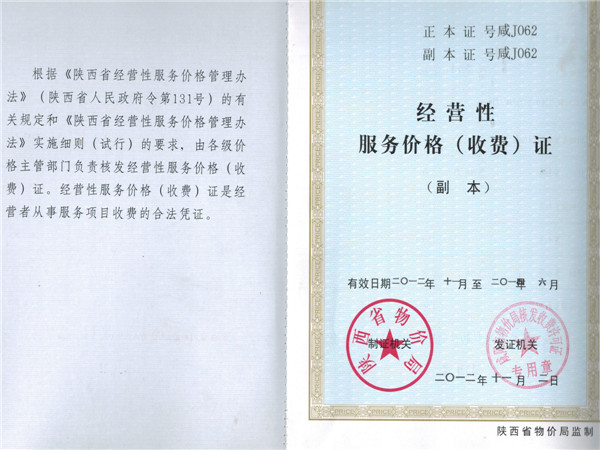 根据《陕西省经营性服务价格管理办
法》（陕西省人民政府令第131号）的有
关规定和《陕西省经营性服务价格管理办
法》实施细则（试行）的要求，由各级价
格主管部门负责核发经营性服务价格（收
费）证。经营性服务价格（收费）证是经
营者从事服务项目收费的合法凭证。
正本证号咸J062
副本证号咸J062
经营性
服务价格（收费）证
（副 本）
有效日期二〇一二年 十一月至 二〇一 年 六月
陕西省物价局
制证机关
发证机关
专用章
二〇一二年十一月 二日
陕西省物价局监制